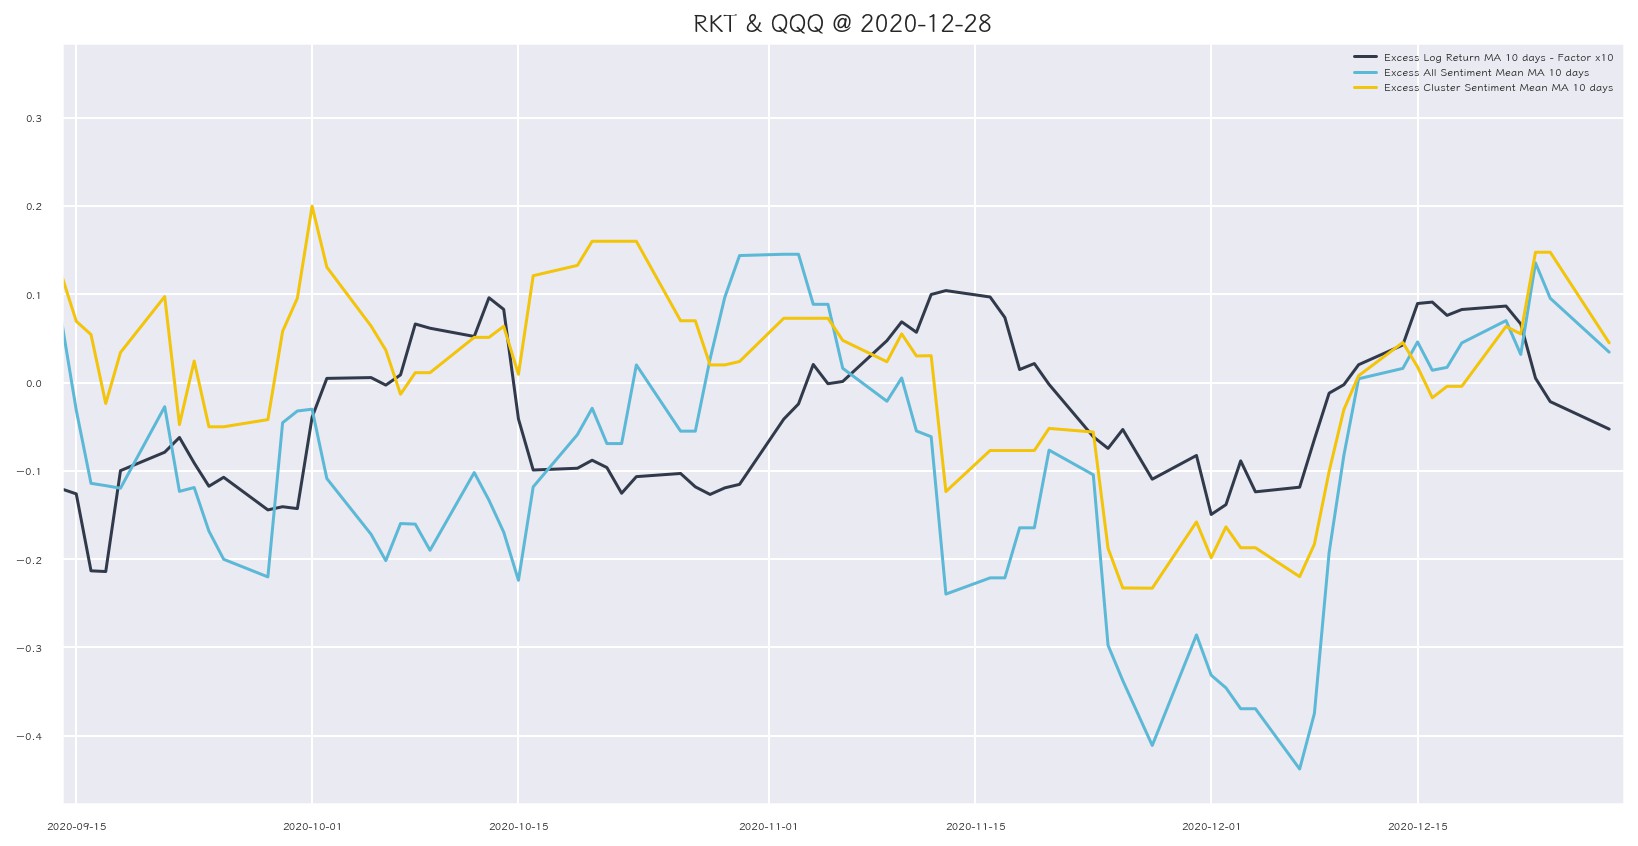 RKT & QQQ @ 2020-12-28
Excess Log Return MA 10 days - Factor x10
Excess All Sentiment Mean MA 10 days
Excess Cluster Sentiment Mean MA 10 days
0.3
0.2
0.1
0.0
−0.1
−0.2
−0.3
−0.4
2020-09-15 2020-10-01 2020-10-15 2020-11-01 2020-11-15 2020-12-01 2020-12-15